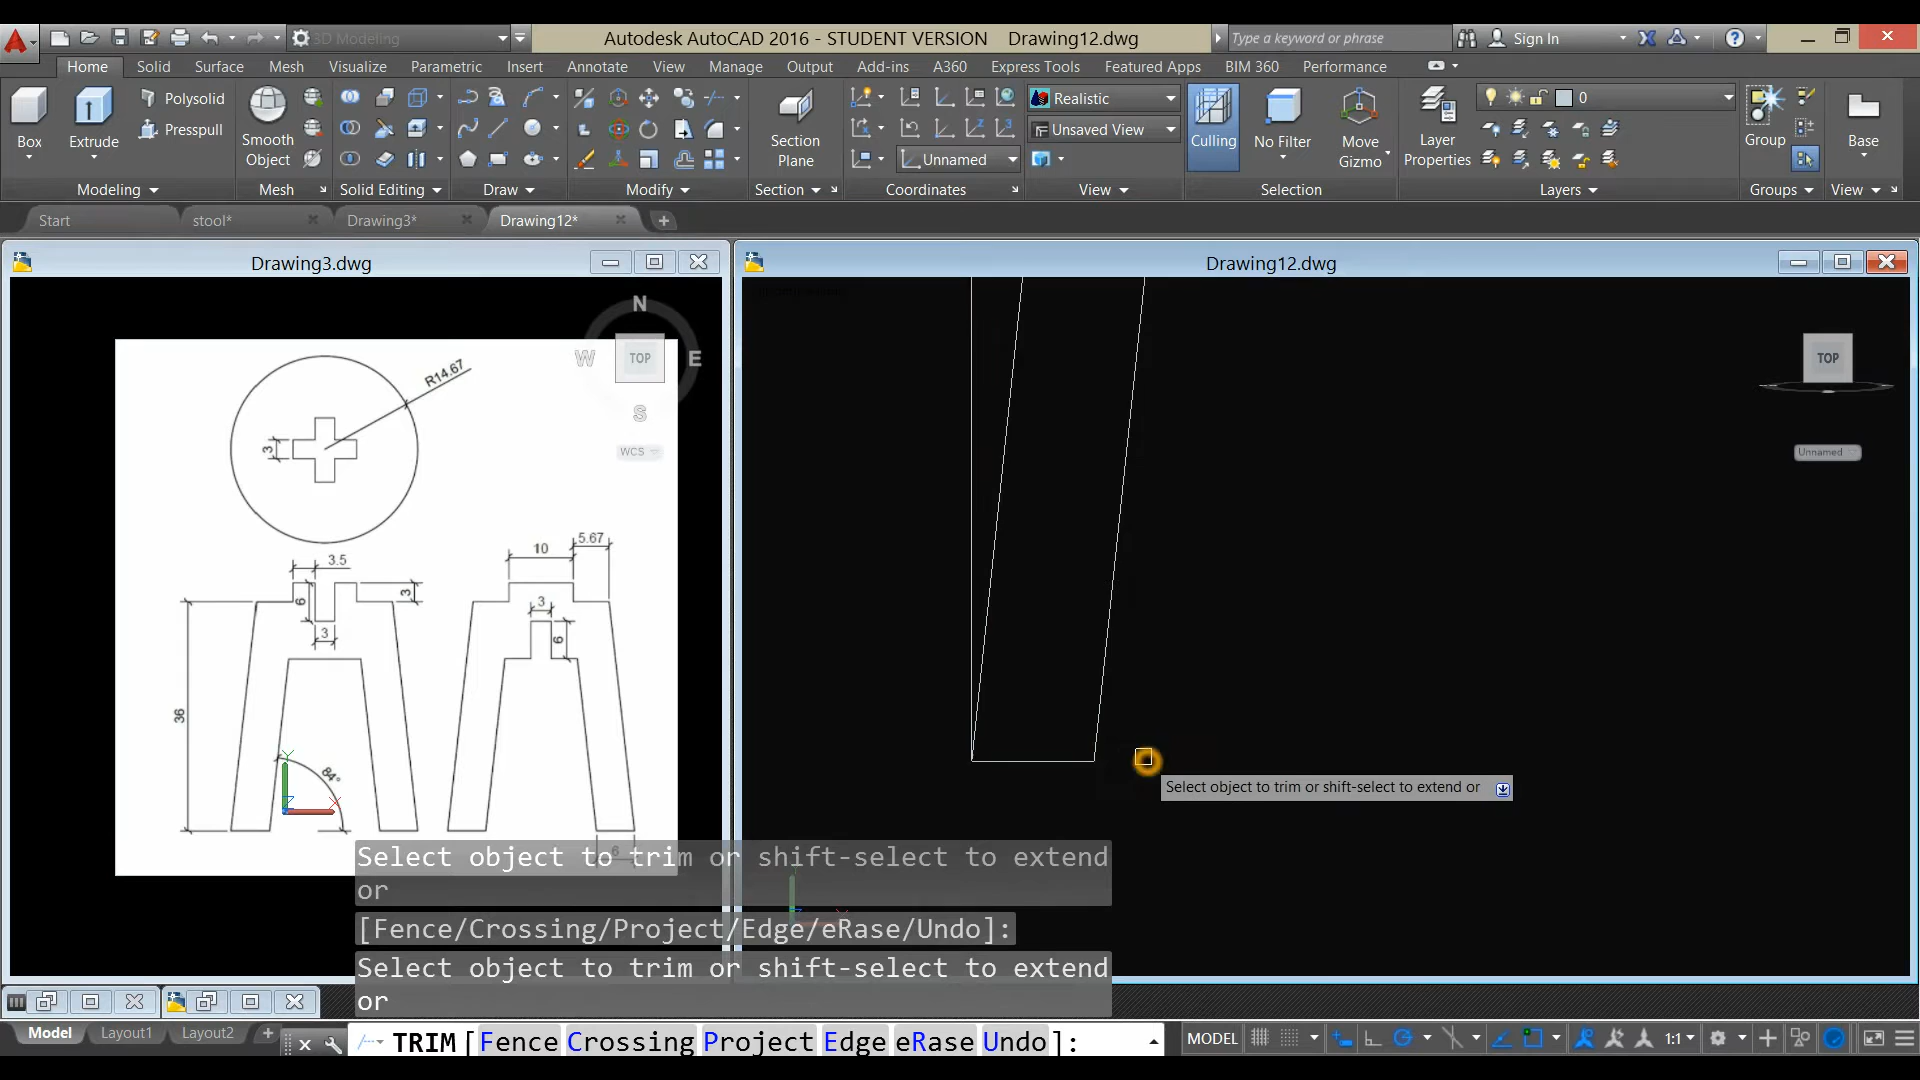 3D Modeling
Autodesk AutoCAD 2016 - STUDENT VERSION Drawing12.dwg
Type a keyword or phrase
Sign In
Home Solid Surface Mesh Visualize Parametric Insert Annotate View Manage Output Add-ins A360 Express Tools Featured Apps BIM 360 Performance
Box
Extrude
Polysolid
Presspull
Smooth
Object
Section
Plane
Unnamed
Realistic
Unsaved View
Culling
No Filter
Move
Gizmo
Layer
Properties
0
Group
Base
Modeling Mesh Solid Editing Draw Modify Section Coordinates View Selection Layers Groups View
Start stool* Drawing3* Drawing12*
Drawing3.dwg
Drawing12.dwg
N
W TOP E
S
WCS
R14.67
3
3.5
6
3
3
36
84°
10
5.67
3
6
6
X
TOP
Unnamed
Select object to trim or shift-select to extend or
Select object to trim or shift-select to extend
or
[Fence/Crossing/Project/Edge/eRase/Undo]:
Select object to trim or shift-select to extend
or
Model Layout1 Layout2
TRIM [Fence Crossing Project Edge eRase Undo]:
MODEL
1:1